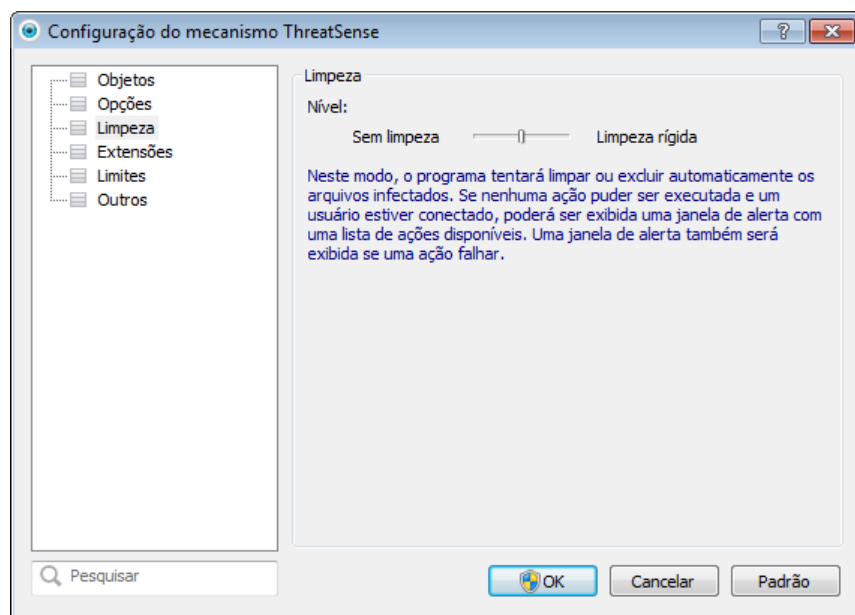 Configuração do mecanismo ThreatSense
Objetos
Opções
Limpeza
Extensões
Limites
Outros
Pesquisar
Limpeza
Nível:
Sem limpeza Limpeza rígida
Neste modo, o programa tentará limpar ou excluir automaticamente os
arquivos infectados. Se nenhuma ação puder ser executada e um
usuário estiver conectado, poderá ser exibida uma janela de alerta com
uma lista de ações disponíveis. Uma janela de alerta também será
exibida se uma ação falhar.
OK Cancelar Padrão